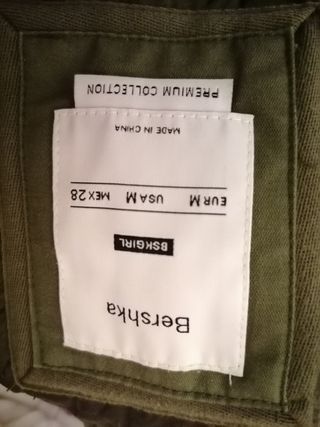 Bershka
BSKGIRL
EUR M USA M MEX 28
MADE IN CHINA
PREMIUM COLLECTION